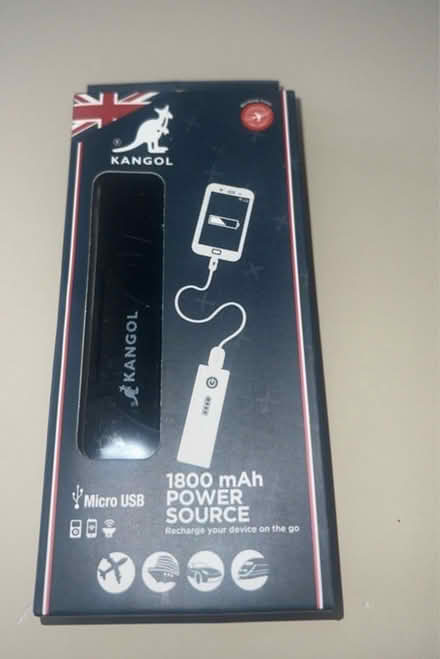 KANGOL
KANGOL
Micro USB
1800 mAh
POWER
SOURCE
Recharge your device on the go